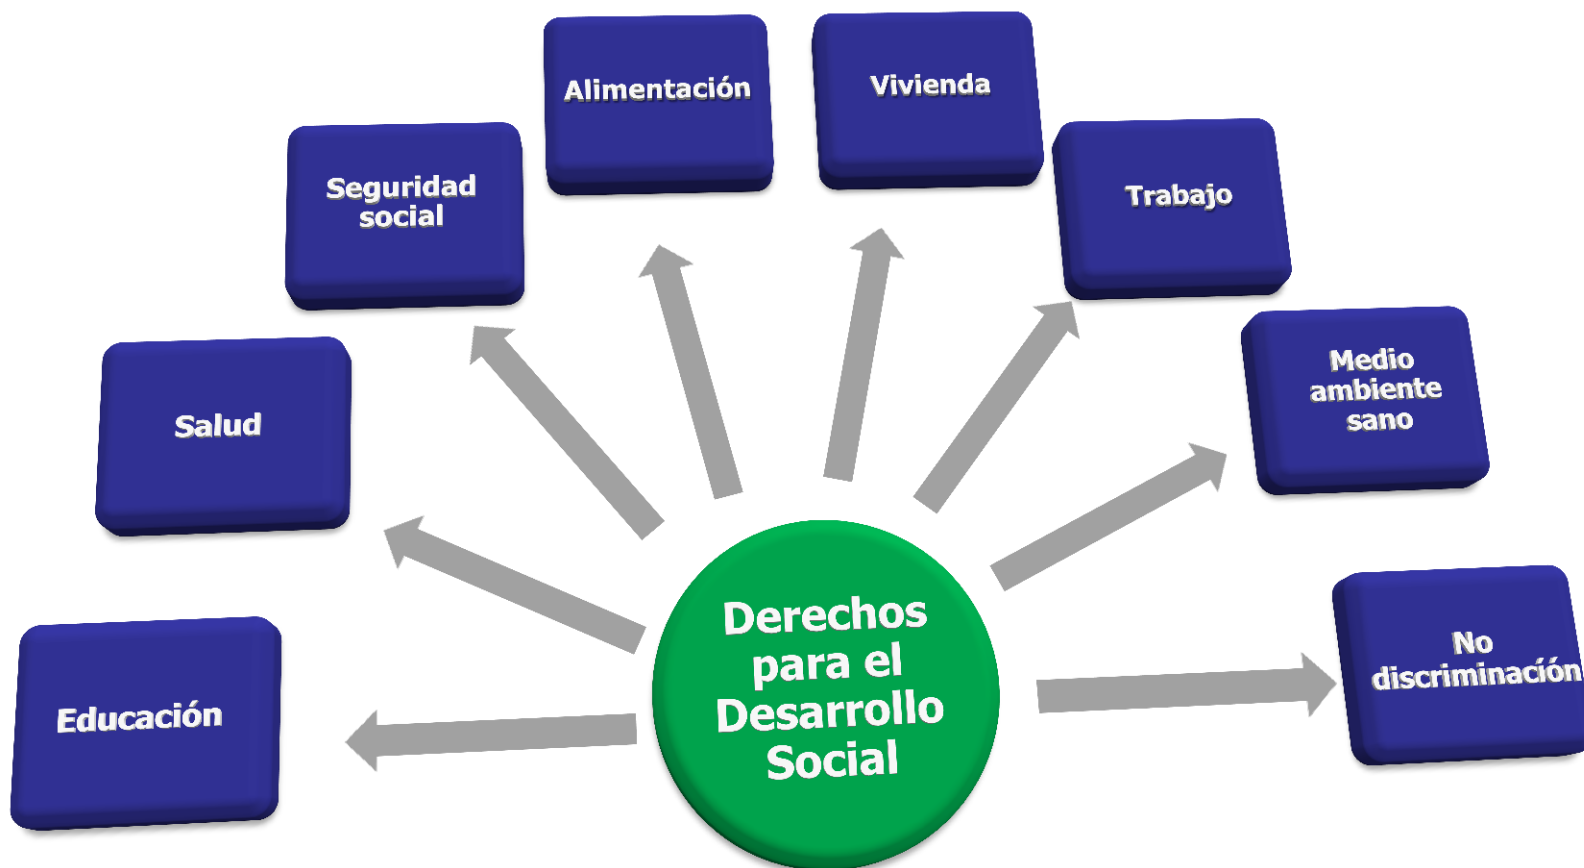 Alimentación
Vivienda
Seguridad
social
Trabajo
Medio
ambiente
sano
Salud
Derechos
para el
Desarrollo
Social
No
discriminación
Educación